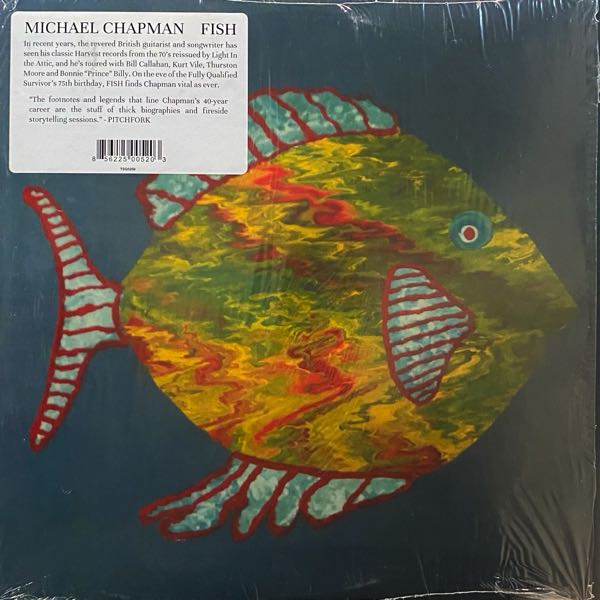 MICHAEL CHAPMAN FISH
In recent years, the revered British guitarist and songwriter has
seen his classic Harvest records from the 70's reissued by Light In
the Attic, and he's toured with Bill Callahan, Kurt Vile, Thurston
Moore and Bonnie "Prince" Billy. On the eve of the Fully Qualified
Survivor's 75th birthday, FISH finds Chapman vital as ever.
"The footnotes and legends that line Chapman's 40-year
career are the stuff of thick biographies and fireside
storytelling sessions." - PITCHFORK
8 56225 00520 3